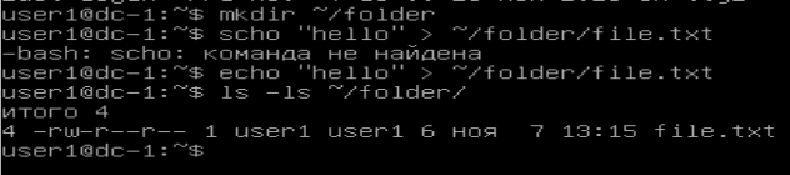 user1@dc-1:~$ mkdir ~/folder
user1@dc-1:~$ scho "hello" > ~/folder/file.txt
-bash: scho: команда не найдена
user1@dc-1:~$ echo "hello" > ~/folder/file.txt
user1@dc-1:~$ ls -ls ~/folder/
итого 4
4 -rw-r--r-- 1 user1 user1 6 ноя  7 13:15 file.txt
user1@dc-1:~$